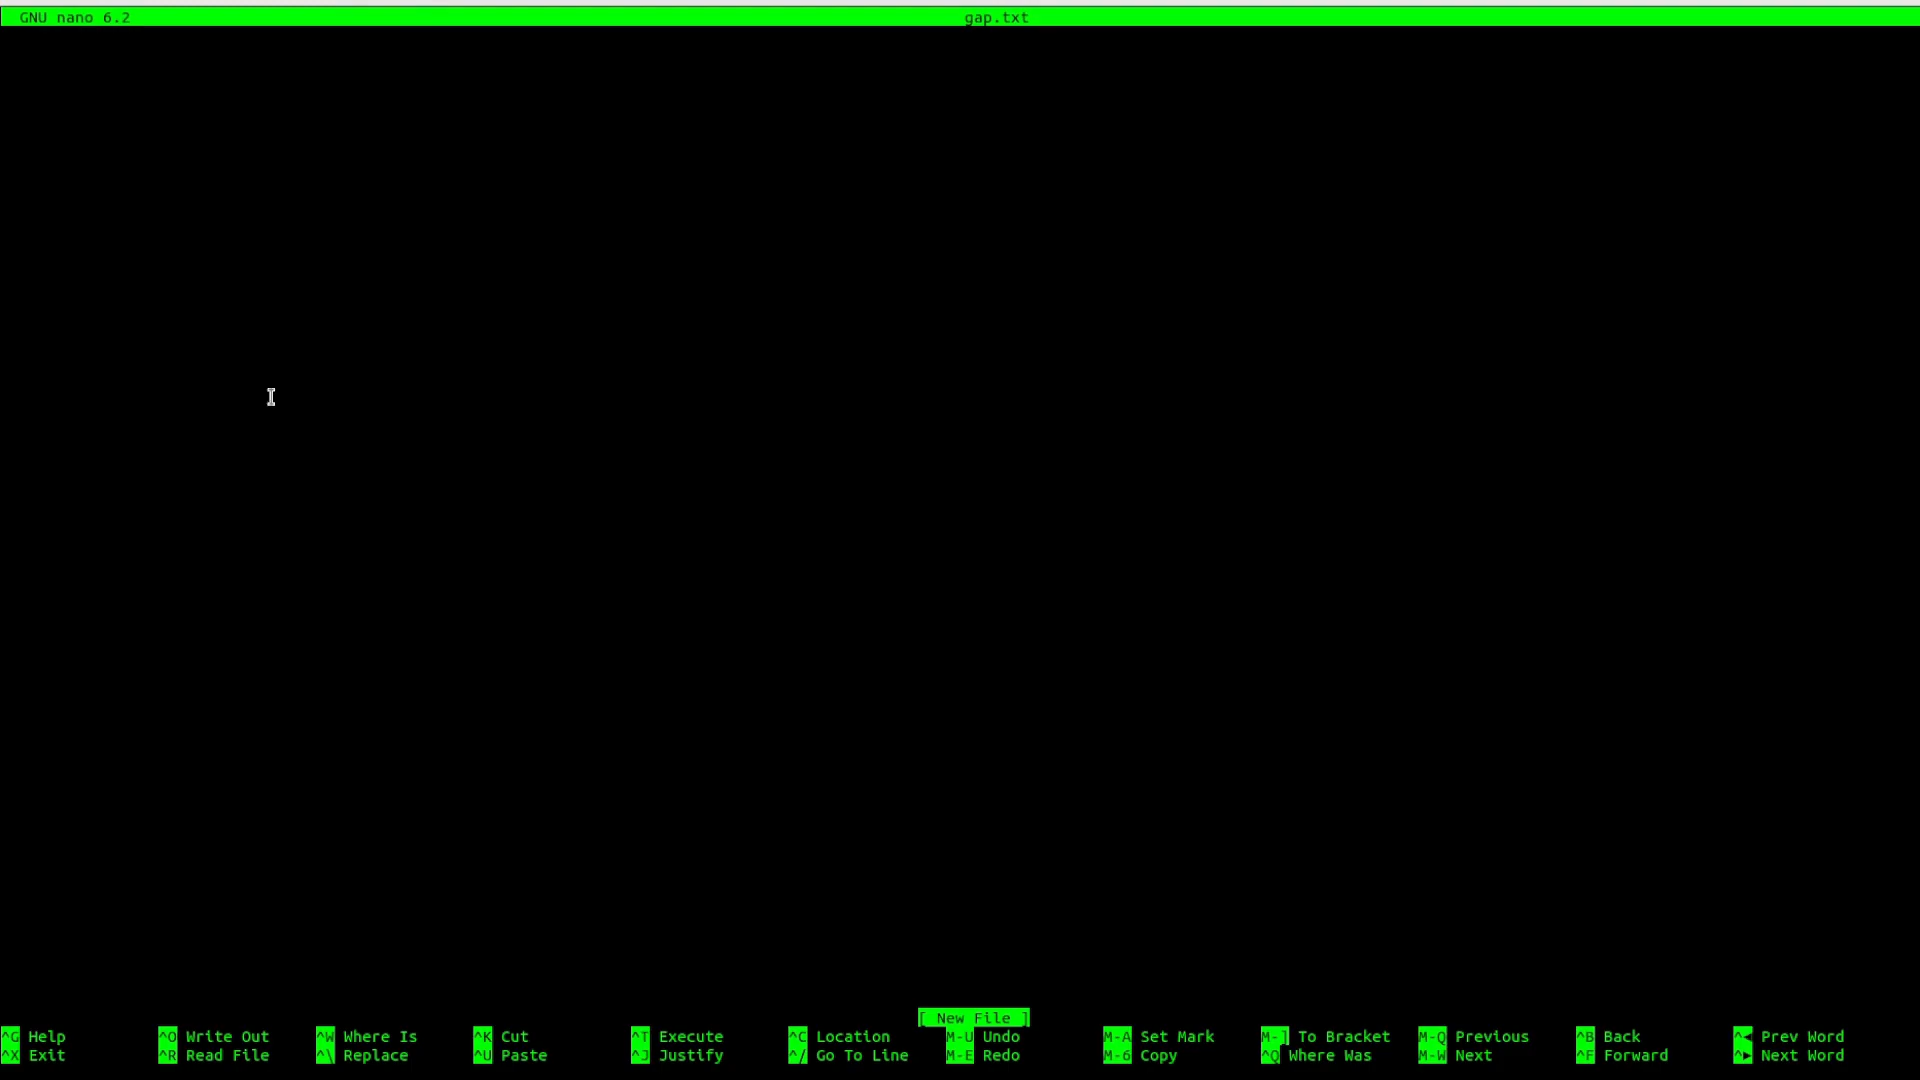 GNU nano 6.2 gap.txt
[ New File ]
^G Help ^O Write Out ^W Where Is ^K Cut ^T Execute ^C Location M-U Undo M-A Set Mark M-] To Bracket M-Q Previous ^B Back ^◀ Prev Word
^X Exit ^R Read File ^\ Replace ^U Paste ^J Justify ^/ Go To Line M-E Redo M-6 Copy ^Q Where Was M-W Next ^F Forward ^▶ Next Word